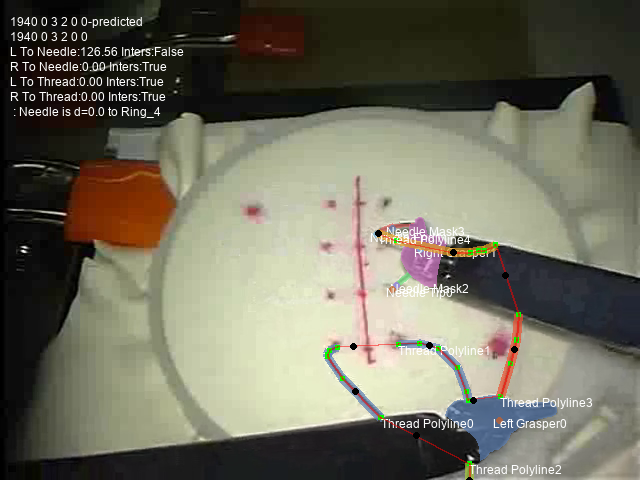 1940 0 3 2 0 0-predicted
1940 0 3 2 0 0
L To Needle:126.56 Inters:False
R To Needle:0.00 Inters:True
L To Thread:0.00 Inters:True
R To Thread:0.00 Inters:True
: Needle is d=0.0 to Ring_4
Needle Mask3
Thread Polyline4
Right Grasper1
Needle Mask2
Needle Tip0
Thread Polyline1
Thread Polyline3
Thread Polyline0
Left Grasper0
Thread Polyline2